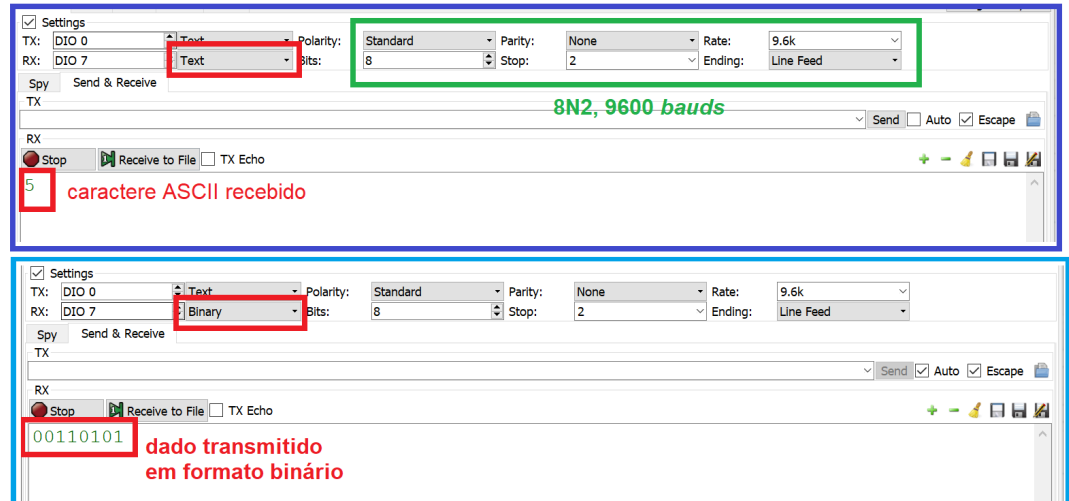 Settings
TX: DIO 0 Text Polarity: Standard Parity: None Rate: 9.6k
RX: DIO 7 Text Bits: 8 Stop: 2 Ending: Line Feed
Spy Send & Receive
TX
8N2, 9600 bauds
Send Auto Escape
RX
Stop Receive to File TX Echo
5 caractere ASCII recebido
Settings
TX: DIO 0 Text Polarity: Standard Parity: None Rate: 9.6k
RX: DIO 7 Binary Bits: 8 Stop: 2 Ending: Line Feed
Spy Send & Receive
TX
Send Auto Escape
RX
Stop Receive to File TX Echo
00110101
dado transmitido
em formato binário